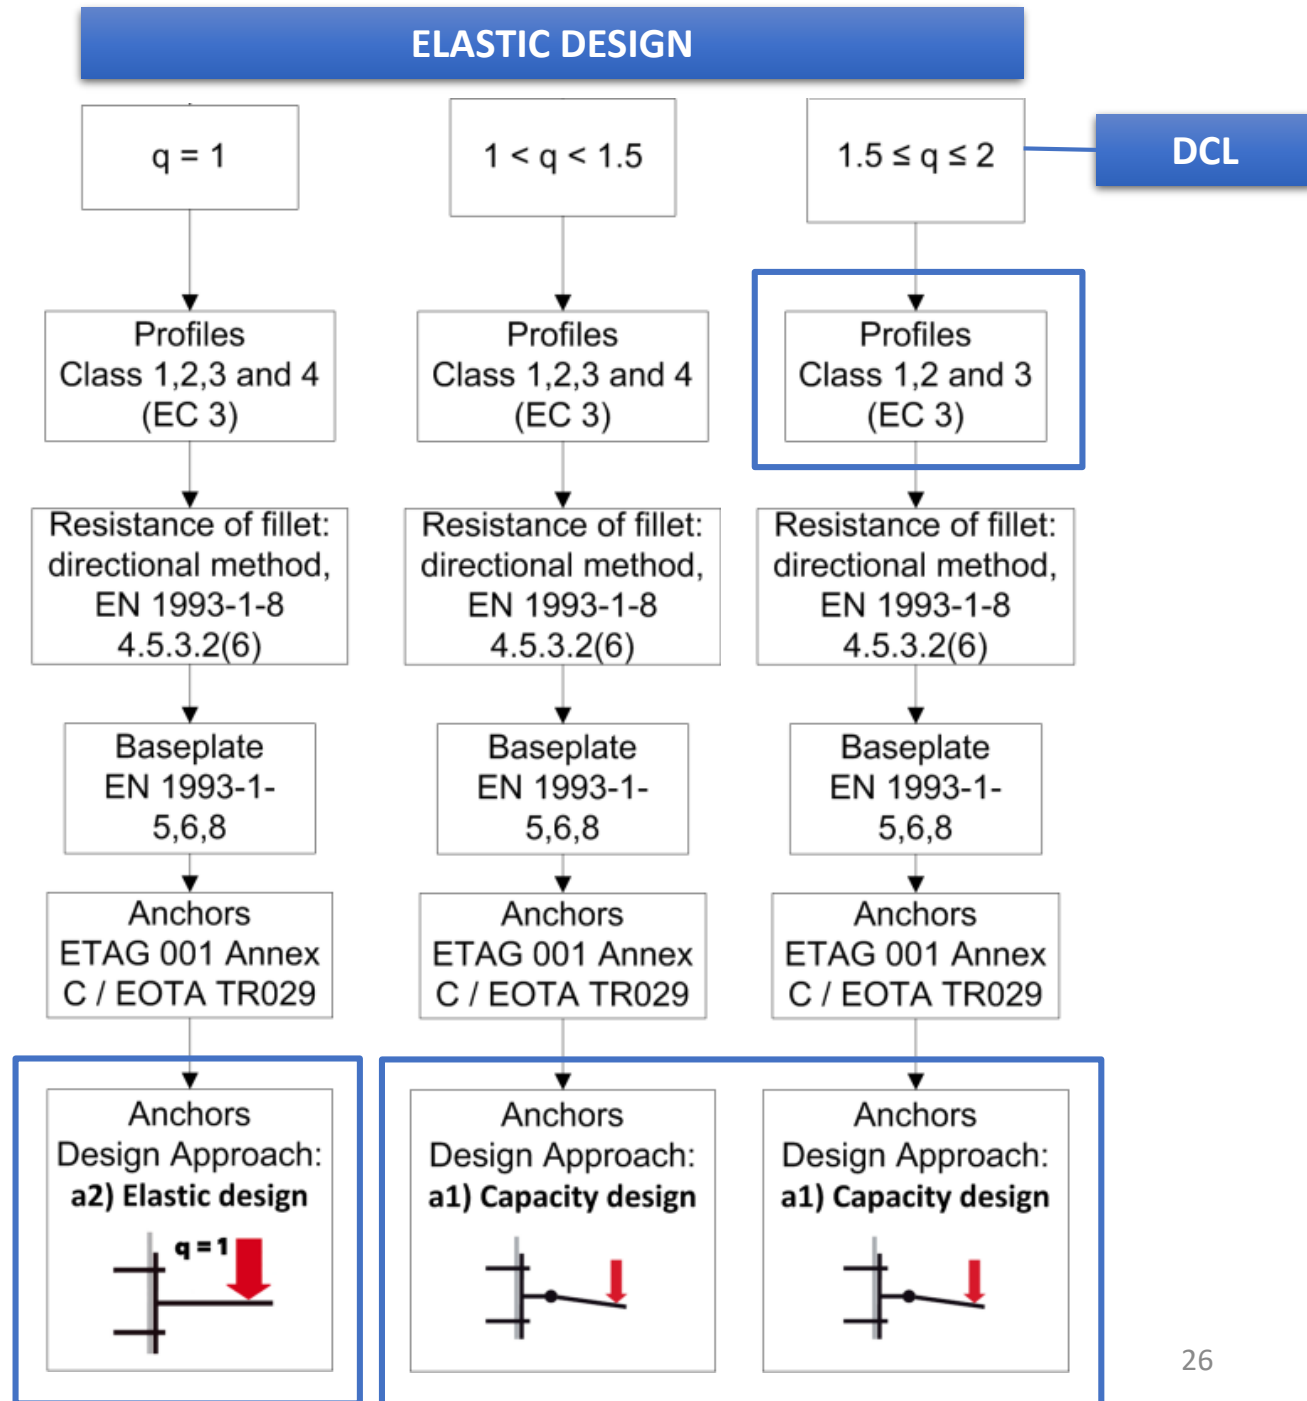 ELASTIC DESIGN
DCL
q = 1
Profiles
Class 1,2,3 and 4
(EC 3)
Resistance of fillet:
directional method,
EN 1993-1-8
4.5.3.2(6)
Baseplate
EN 1993-1-
5,6,8
Anchors
ETAG 001 Annex
C / EOTA TR029
Anchors
Design Approach:
a2) Elastic design
q = 1
1 < q < 1.5
Profiles
Class 1,2,3 and 4
(EC 3)
Resistance of fillet:
directional method,
EN 1993-1-8
4.5.3.2(6)
Baseplate
EN 1993-1-
5,6,8
Anchors
ETAG 001 Annex
C / EOTA TR029
Anchors
Design Approach:
a1) Capacity design
1.5 ≤ q ≤ 2
Profiles
Class 1,2 and 3
(EC 3)
Resistance of fillet:
directional method,
EN 1993-1-8
4.5.3.2(6)
Baseplate
EN 1993-1-
5,6,8
Anchors
ETAG 001 Annex
C / EOTA TR029
Anchors
Design Approach:
a1) Capacity design
26